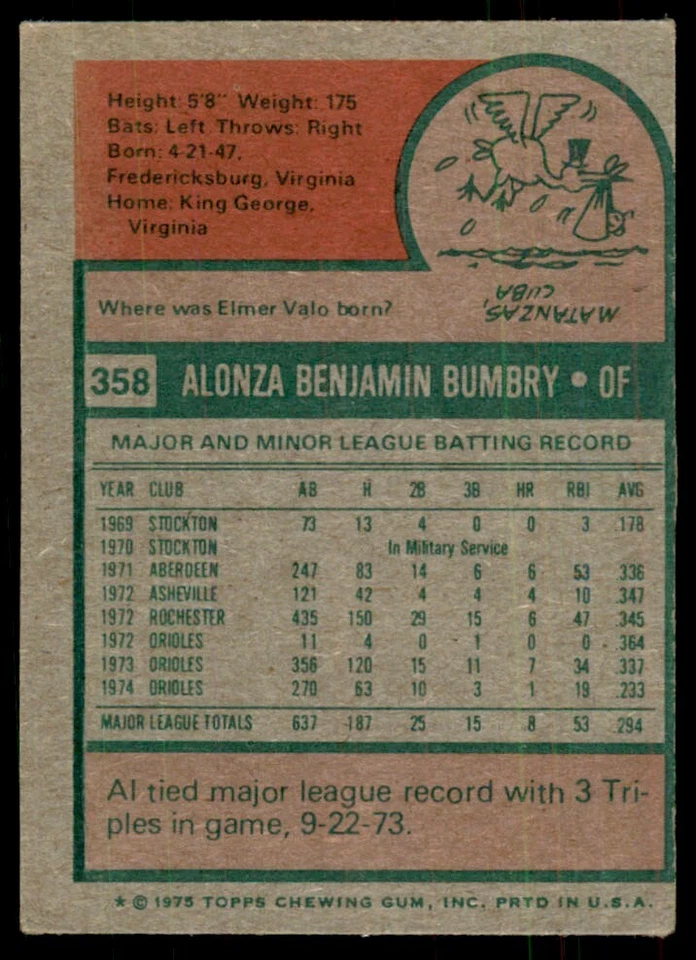 Height: 5'8" Weight: 175
Bats: Left Throws: Right
Born: 4-21-47,
Fredericksburg, Virginia
Home: King George,
Virginia
Where was Elmer Valo born?
MATANZAS,
CUBA
358 ALONZA BENJAMIN BUMBRY • OF
MAJOR AND MINOR LEAGUE BATTING RECORD
YEAR CLUB AB H 2B 3B HR RBI AVG
1969 STOCKTON 73 13 4 0 0 3 .178
1970 STOCKTON In Military Service
1971 ABERDEEN 247 83 14 6 6 53 .336
1972 ASHEVILLE 121 42 4 4 4 10 .347
1972 ROCHESTER 435 150 29 15 6 47 .345
1972 ORIOLES 11 4 0 1 0 0 .364
1973 ORIOLES 356 120 15 11 7 34 .337
1974 ORIOLES 270 63 10 3 1 19 .233
MAJOR LEAGUE TOTALS 637 187 25 15 8 53 .294
Al tied major league record with 3 Tri-
ples in game, 9-22-73.
* © 1975 TOPPS CHEWING GUM, INC. PRTD IN U.S.A.